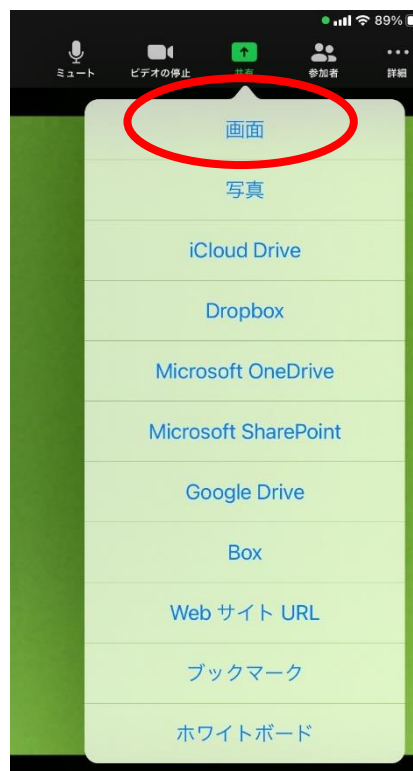 89%
ミュート
ビデオの停止
共有
参加者
詳細
画面
写真
iCloud Drive
Dropbox
Microsoft OneDrive
Microsoft SharePoint
Google Drive
Box
Web サイト URL
ブックマーク
ホワイトボード